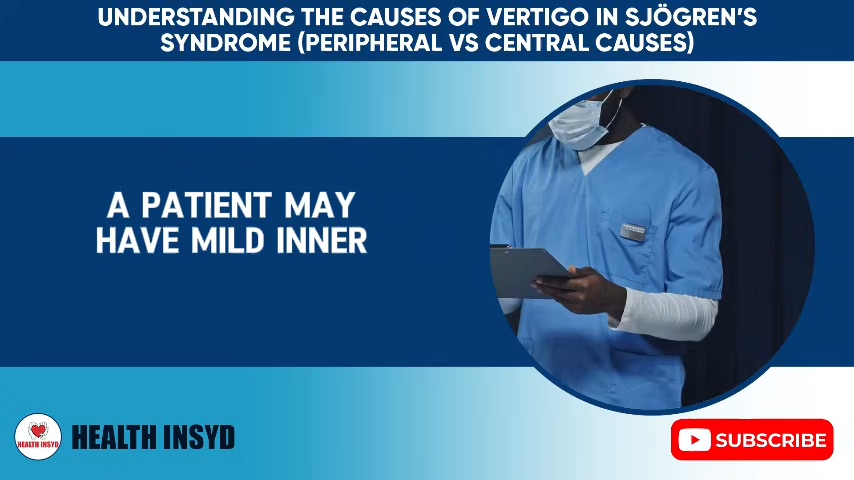 UNDERSTANDING THE CAUSES OF VERTIGO IN SJÖGREN'S
SYNDROME (PERIPHERAL VS CENTRAL CAUSES)
A PATIENT MAY
HAVE MILD INNER
HEALTH INSYD
HEALTH INSYD
SUBSCRIBE